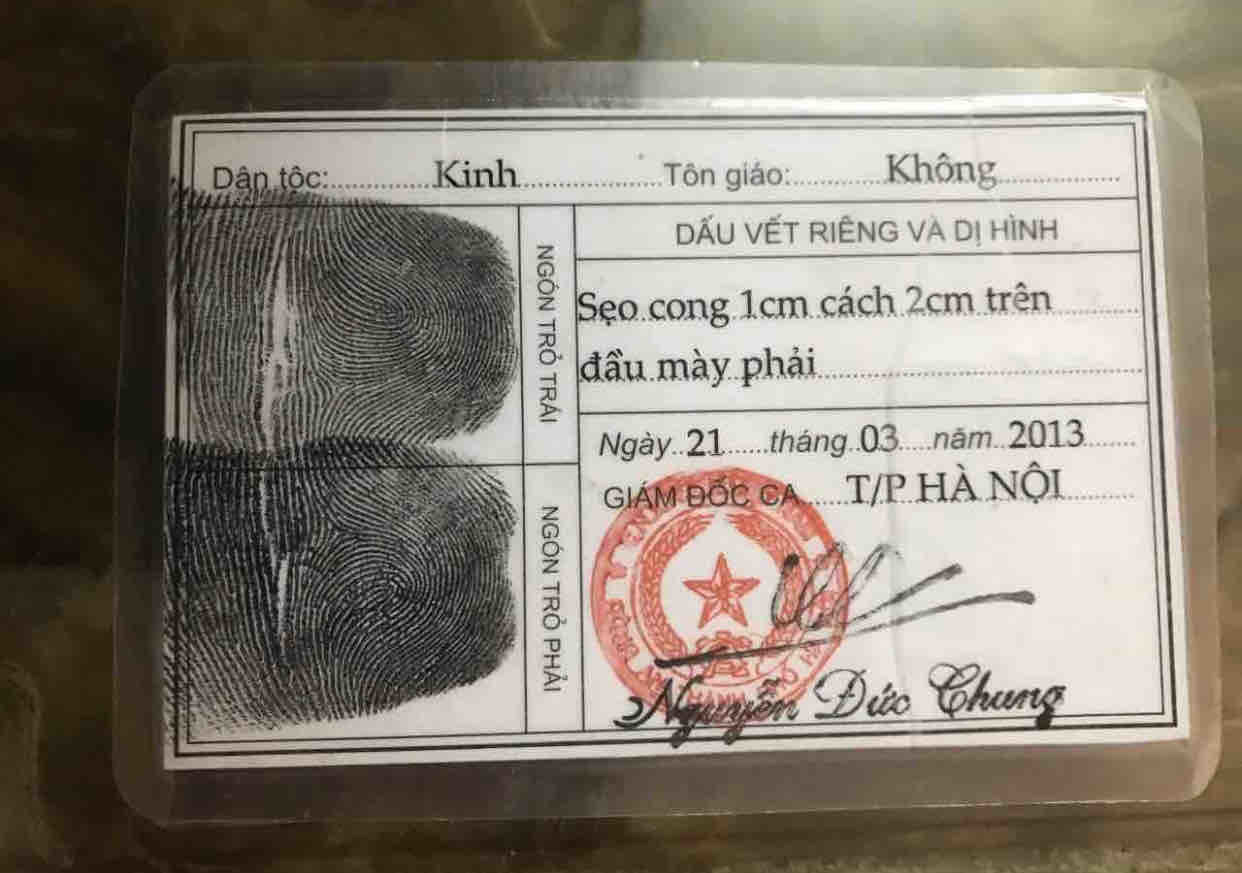 Dân tộc: Kinh Tôn giáo: Không
NGÓN TRỎ TRÁI
NGÓN TRỎ PHẢI
DẤU VẾT RIÊNG VÀ DỊ HÌNH
Sẹo cong 1cm cách 2cm trên
đầu mày phải
Ngày 21 tháng 03 năm 2013
GIÁM ĐỐC CA T/P HÀ NỘI
Nguyễn Đức Chung